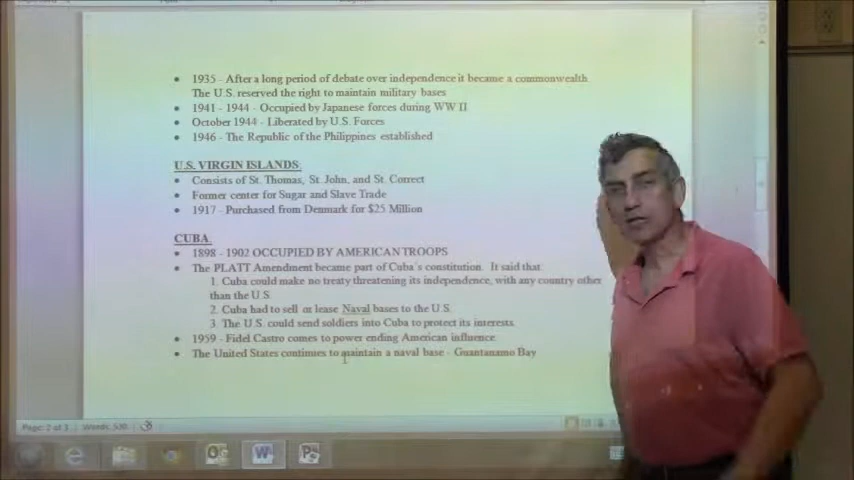 • 1935 - After a long period of debate over independence it became a commonwealth.
The U.S. reserved the right to maintain military bases
• 1941 - 1944 - Occupied by Japanese forces during WW II
• October 1944 - Liberated by U.S. Forces
• 1946 - The Republic of the Philippines established
U.S. VIRGIN ISLANDS
• Consists of St. Thomas, St. John, and St. Correct
• Former center for Sugar and Slave Trade
• 1917 - Purchased from Denmark for $25 Million
CUBA
• 1898 - 1902 OCCUPIED BY AMERICAN TROOPS
• The PLATT Amendment became part of Cuba's constitution. It said that
1. Cuba could make no treaty threatening its independence, with any country other
than the U.S
2. Cuba had to sell or lease Naval bases to the U.S.
3. The U.S. could send soldiers into Cuba to protect its interests.
• 1959 - Fidel Castro comes to power ending American influence
• The United States continues to maintain a naval base - Guantanamo Bay
Page: 2 of 3 Words: 530